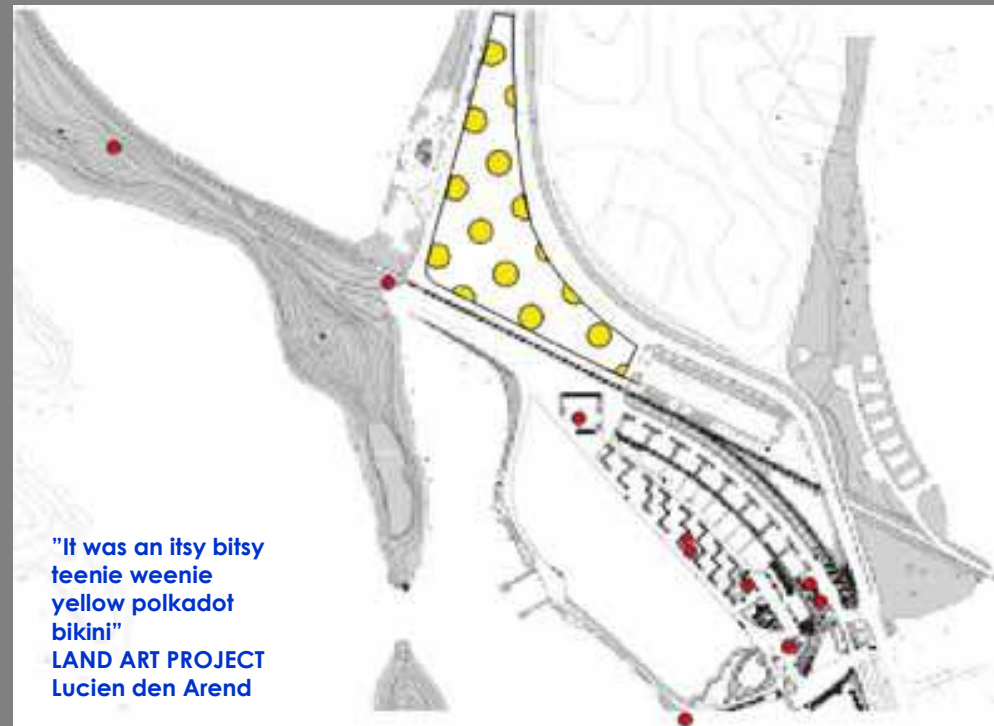 ”It was an itsy bitsy
teenie weenie
yellow polkadot
bikini”
LAND ART PROJECT
Lucien den Arend